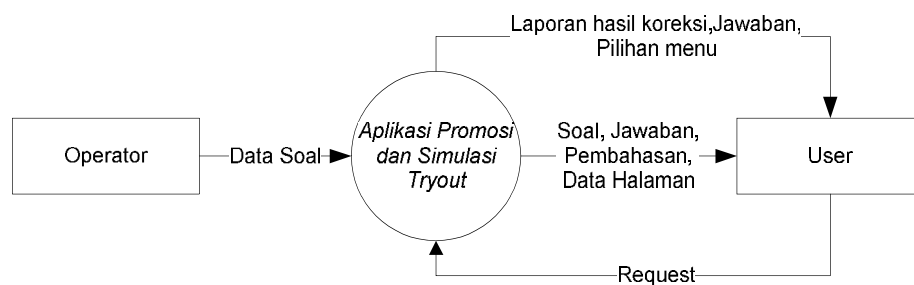 Laporan hasil koreksi,Jawaban,
Pilihan menu
Operator
Data Soal
Aplikasi Promosi
dan Simulasi
Tryout
Soal, Jawaban,
Pembahasan,
Data Halaman
User
Request